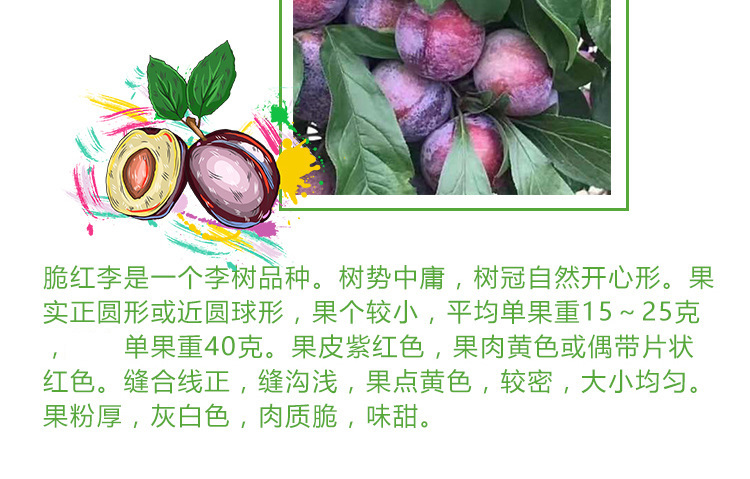 脆红李是一个李树品种。树势中庸，树冠自然开心形。果
实正圆形或近圆球形，果个较小，平均单果重15～25克
，　　单果重40克。果皮紫红色，果肉黄色或偶带片状
红色。缝合线正，缝沟浅，果点黄色，较密，大小均匀。
果粉厚，灰白色，肉质脆，味甜。